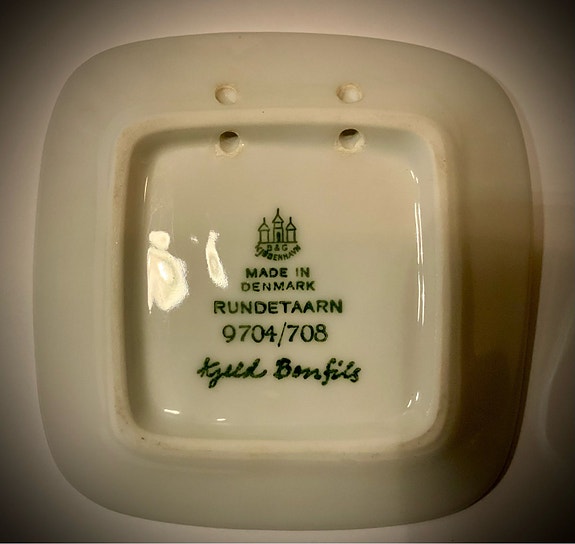 B&G
KJØBENHAVN
MADE IN
DENMARK
RUNDETAARN
9704/708
Kjeld Bonfils